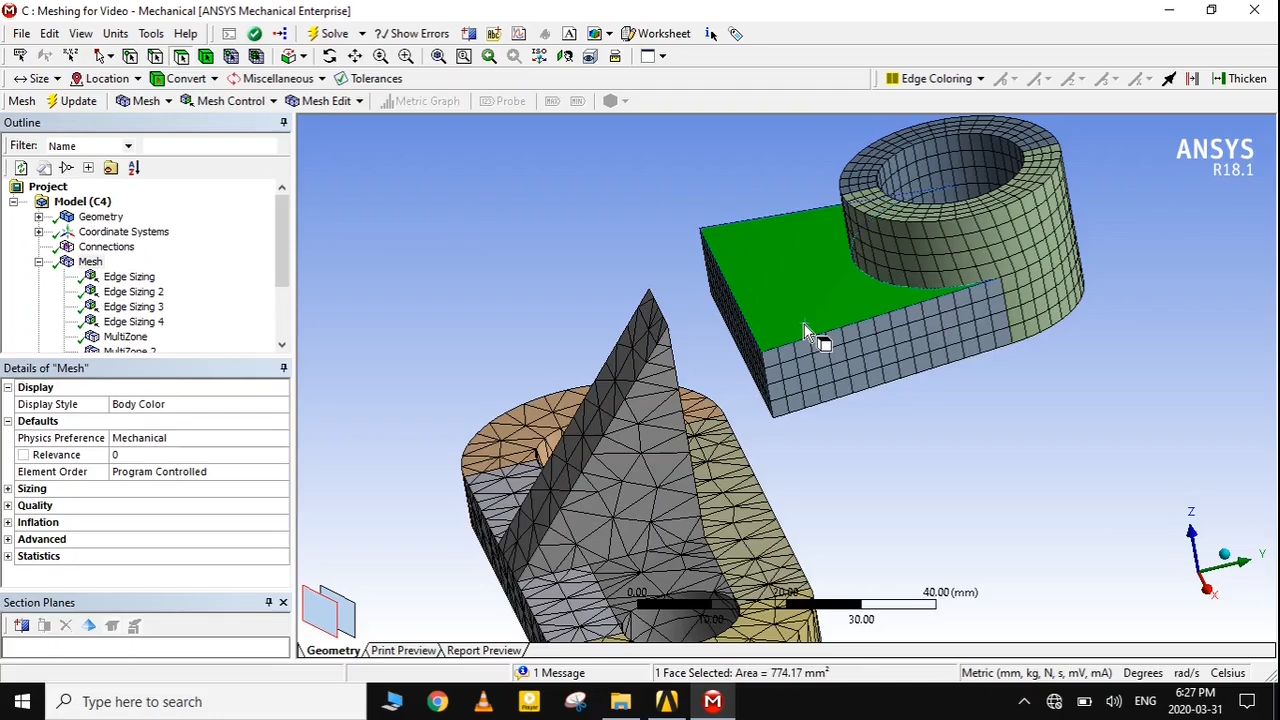 C : Meshing for Video - Mechanical [ANSYS Mechanical Enterprise]
File Edit View Units Tools Help Solve ?/ Show Errors Worksheet
Size Location Convert Miscellaneous Tolerances Edge Coloring Thicken
Mesh Update Mesh Mesh Control Mesh Edit Metric Graph Probe
Outline
Filter: Name
Project
Model (C4)
Geometry
Coordinate Systems
Connections
Mesh
Edge Sizing
Edge Sizing 2
Edge Sizing 3
Edge Sizing 4
MultiZone
MultiZone 2
Details of "Mesh"
Display
Display Style Body Color
Defaults
Physics Preference Mechanical
Relevance 0
Element Order Program Controlled
Sizing
Quality
Inflation
Advanced
Statistics
Section Planes
ANSYS
R18.1
Z
Y
X
0.00 20.00 40.00 (mm)
10.00 30.00
Geometry Print Preview Report Preview
1 Message 1 Face Selected: Area = 774.17 mm² Metric (mm, kg, N, s, mV, mA) Degrees rad/s Celsius
Type here to search
ENG
6:27 PM
2020-03-31